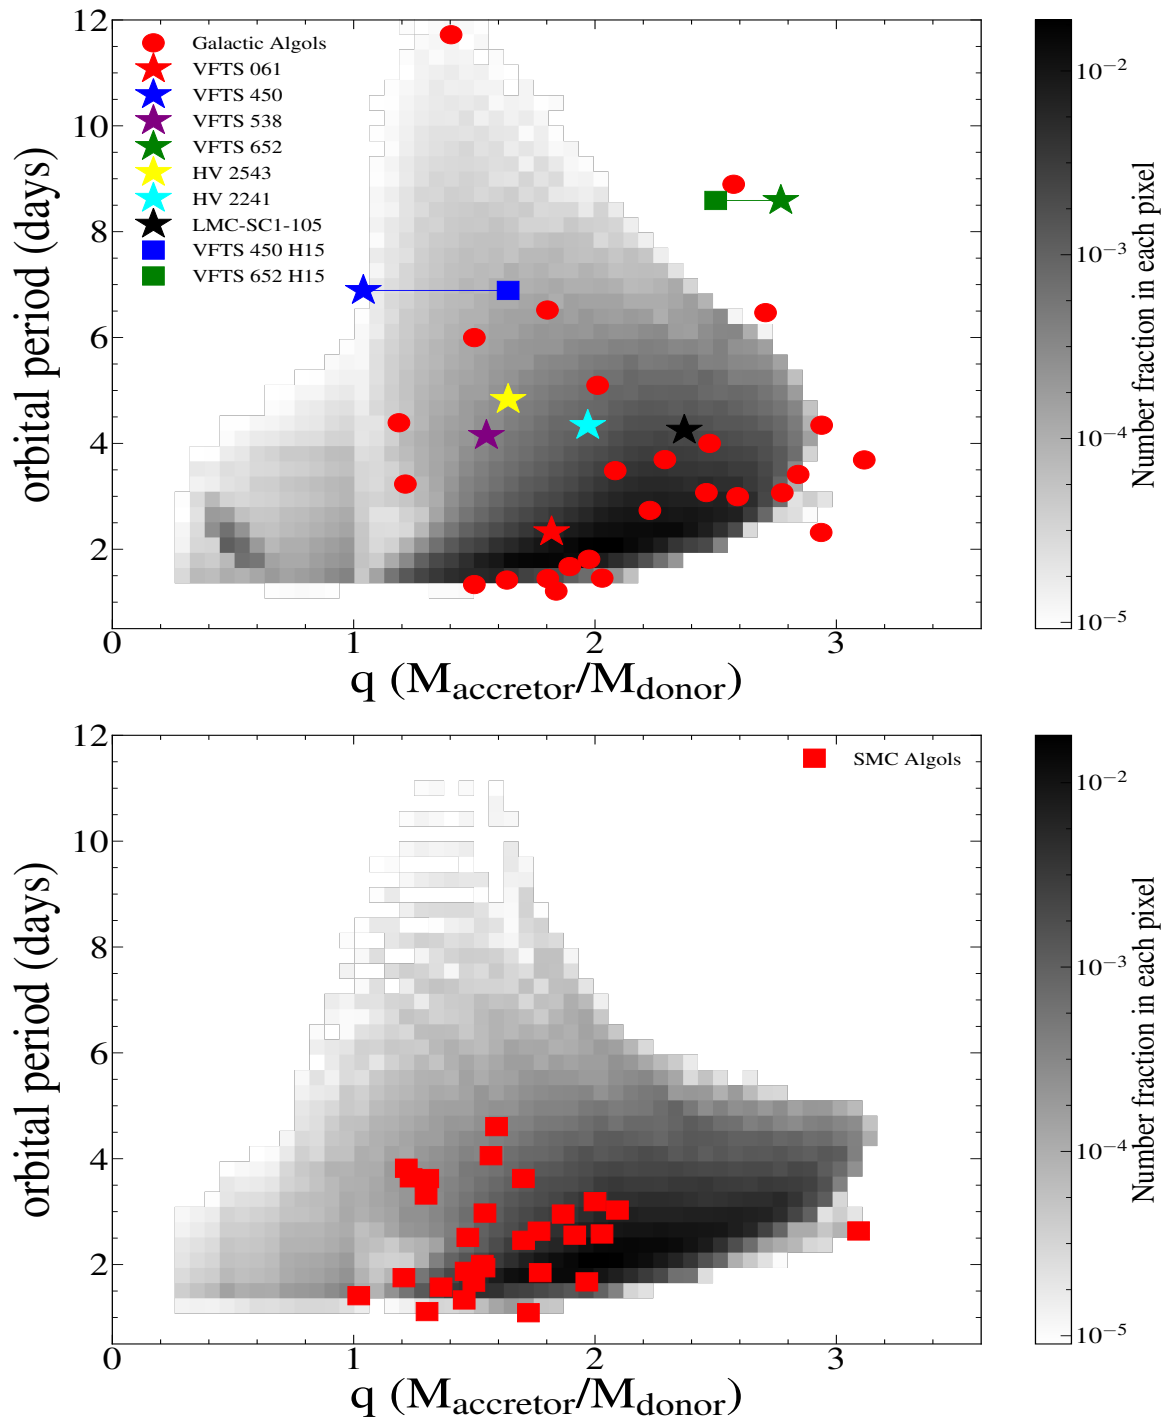 12
10
8
6
4
2
0
1
2
3
orbital period (days)
q (M_accretor/M_donor)
Galactic Algols
VFTS 061
VFTS 450
VFTS 538
VFTS 652
HV 2543
HV 2241
LMC-SC1-105
VFTS 450 H15
VFTS 652 H15
10⁻²
10⁻³
10⁻⁴
10⁻⁵
Number fraction in each pixel
12
10
8
6
4
2
0
1
2
3
orbital period (days)
q (M_accretor/M_donor)
SMC Algols
10⁻²
10⁻³
10⁻⁴
10⁻⁵
Number fraction in each pixel